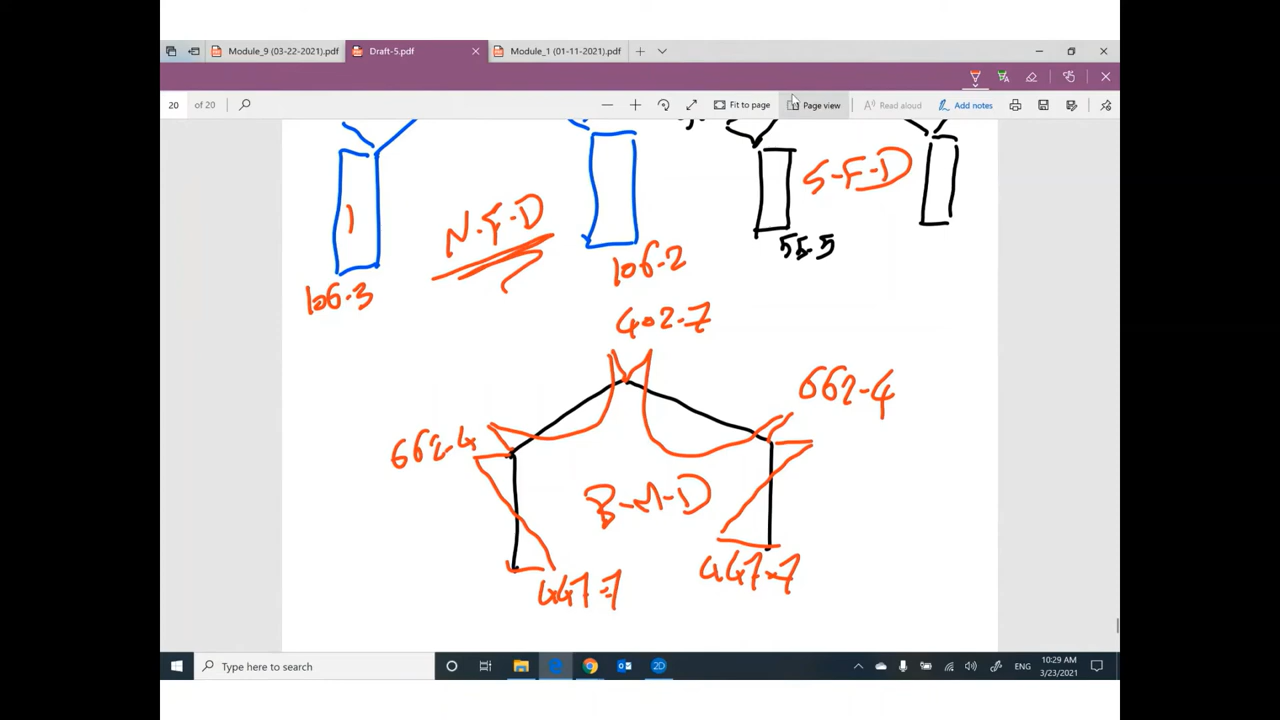 Module_9 (03-22-2021).pdf
Draft-5.pdf
Module_1 (01-11-2021).pdf
20 of 20
Fit to page
Page view
Read aloud
Add notes
S-F-D
N-F-D
55.5
106-2
106-3
402-7
662-4
662-4
B-M-D
447-7
447-7
Type here to search
ENG
10:29 AM
3/23/2021